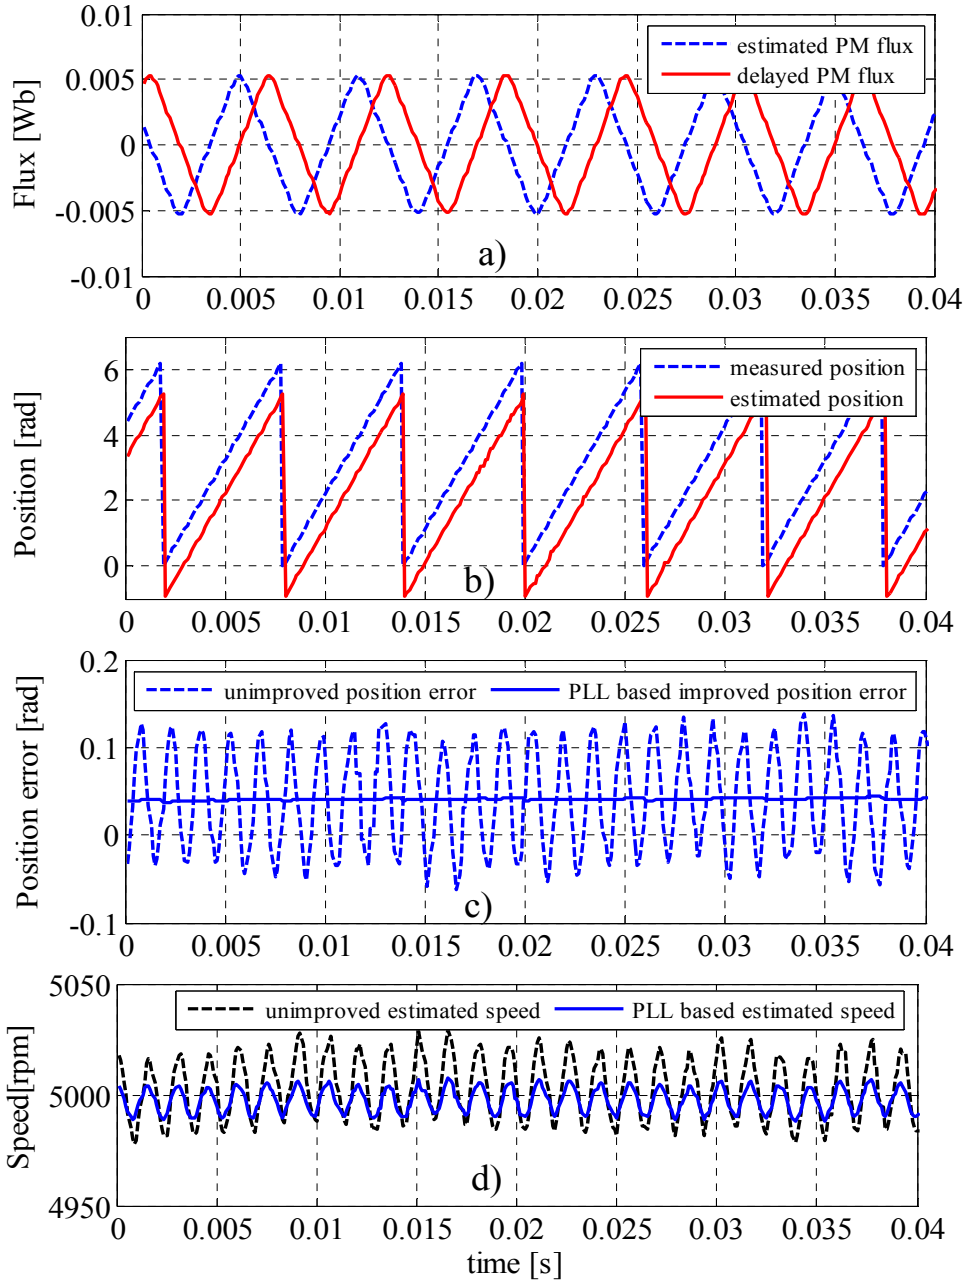 0.01
estimated PM flux
delayed PM flux
0.005
0
-0.005
-0.01
Flux [Wb]
a)
0 0.005 0.01 0.015 0.02 0.025 0.03 0.035 0.04
6
measured position
estimated position
4
2
0
Position [rad]
b)
0 0.005 0.01 0.015 0.02 0.025 0.03 0.035 0.04
0.2
unimproved position error PLL based improved position error
0.1
0
-0.1
Position error [rad]
c)
0 0.005 0.01 0.015 0.02 0.025 0.03 0.035 0.04
5050
unimproved estimated speed PLL based estimated speed
5000
4950
Speed[rpm]
d)
0 0.005 0.01 0.015 0.02 0.025 0.03 0.035 0.04
time [s]